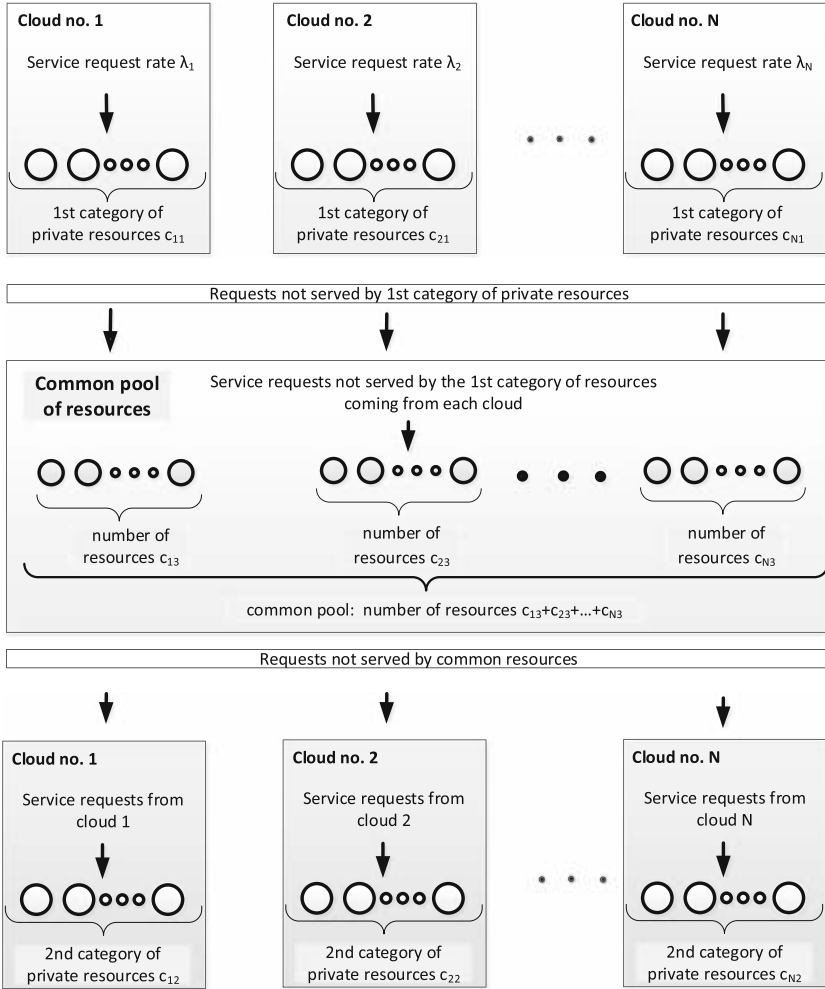 Cloud no. 1
Service request rate λ₁
1st category of
private resources c₁₁
Cloud no. 2
Service request rate λ₂
1st category of
private resources c₂₁
Cloud no. N
Service request rate λN
1st category of
private resources cN1
Requests not served by 1st category of private resources
Common pool
of resources
Service requests not served by the 1st category of resources
coming from each cloud
number of
resources c₁₃
number of
resources c₂₃
number of
resources cN3
common pool: number of resources c₁₃+c₂₃+...+cN3
Requests not served by common resources
Cloud no. 1
Service requests from
cloud 1
2nd category of
private resources c₁₂
Cloud no. 2
Service requests from
cloud 2
2nd category of
private resources c₂₂
Cloud no. N
Service requests from
cloud N
2nd category of
private resources cN2